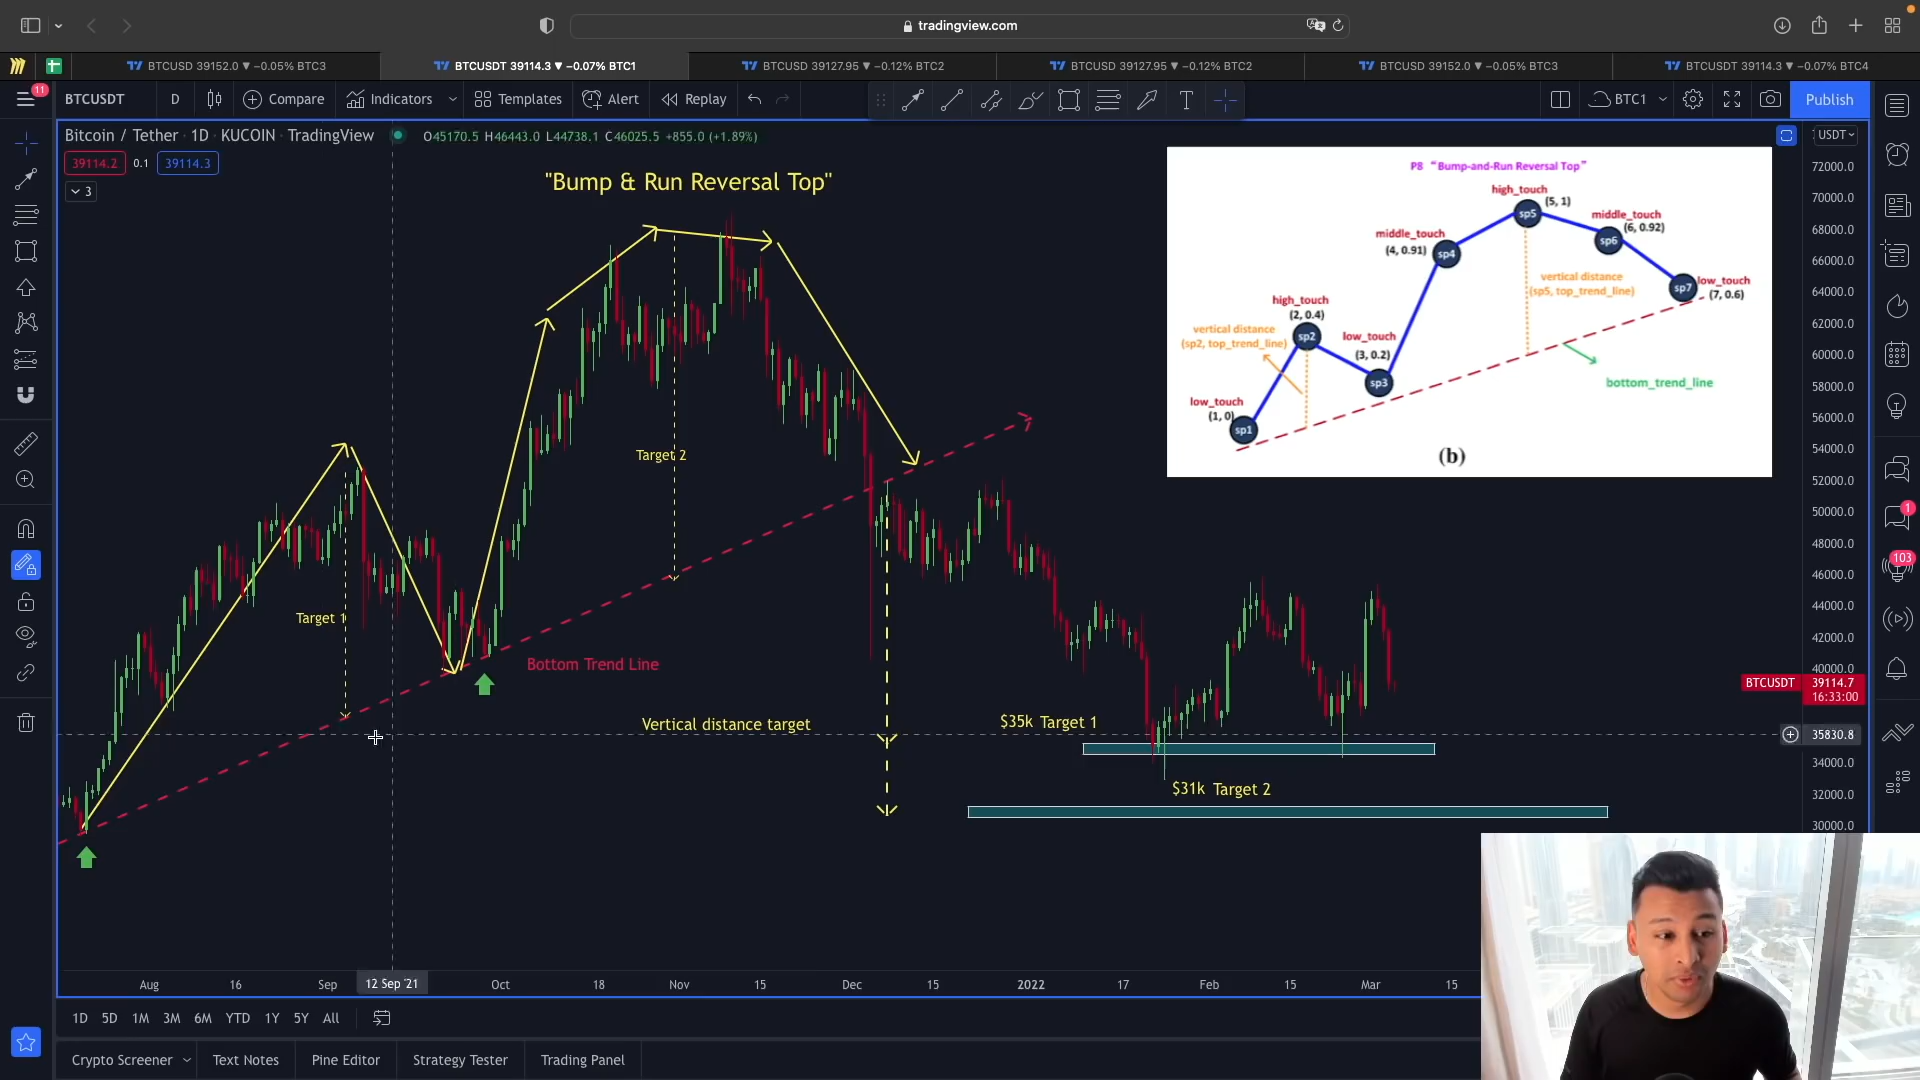 tradingview.com
BTCUSD 39152.0 ▼ −0.05% BTC3
BTCUSDT 39114.3 ▼ −0.07% BTC1
BTCUSD 39127.95 ▼ −0.12% BTC2
BTCUSD 39127.95 ▼ −0.12% BTC2
BTCUSD 39152.0 ▼ −0.05% BTC3
BTCUSDT 39114.3 ▼ −0.07% BTC4
11
BTCUSDT
D
Compare
Indicators
Templates
Alert
Replay
T
BTC1
Publish
Bitcoin / Tether · 1D · KUCOIN · TradingView
O45170.5 H46443.0 L44738.1 C46025.5 +855.0 (+1.89%)
USDT
39114.2
0.1
39114.3
3
"Bump & Run Reversal Top"
P8 “Bump-and-Run Reversal Top”
high_touch
(5, 1)
sp5
middle_touch
(6, 0.92)
sp6
middle_touch
(4, 0.91)
sp4
vertical distance
(sp5, top_trend_line)
low_touch
(7, 0.6)
sp7
high_touch
(2, 0.4)
sp2
vertical distance
(sp2, top_trend_line)
low_touch
(3, 0.2)
sp3
bottom_trend_line
low_touch
(1, 0)
sp1
(b)
72000.0
70000.0
68000.0
66000.0
64000.0
62000.0
60000.0
58000.0
56000.0
54000.0
52000.0
50000.0
48000.0
46000.0
44000.0
42000.0
40000.0
BTCUSDT
39114.7
16:33:00
35830.8
34000.0
32000.0
30000.0
1
103
Target 2
Target 1
Bottom Trend Line
Vertical distance target
$35k Target 1
$31k Target 2
Aug
16
Sep
12 Sep '21
Oct
18
Nov
15
Dec
15
2022
17
Feb
15
Mar
15
1D
5D
1M
3M
6M
YTD
1Y
5Y
All
Crypto Screener
Text Notes
Pine Editor
Strategy Tester
Trading Panel